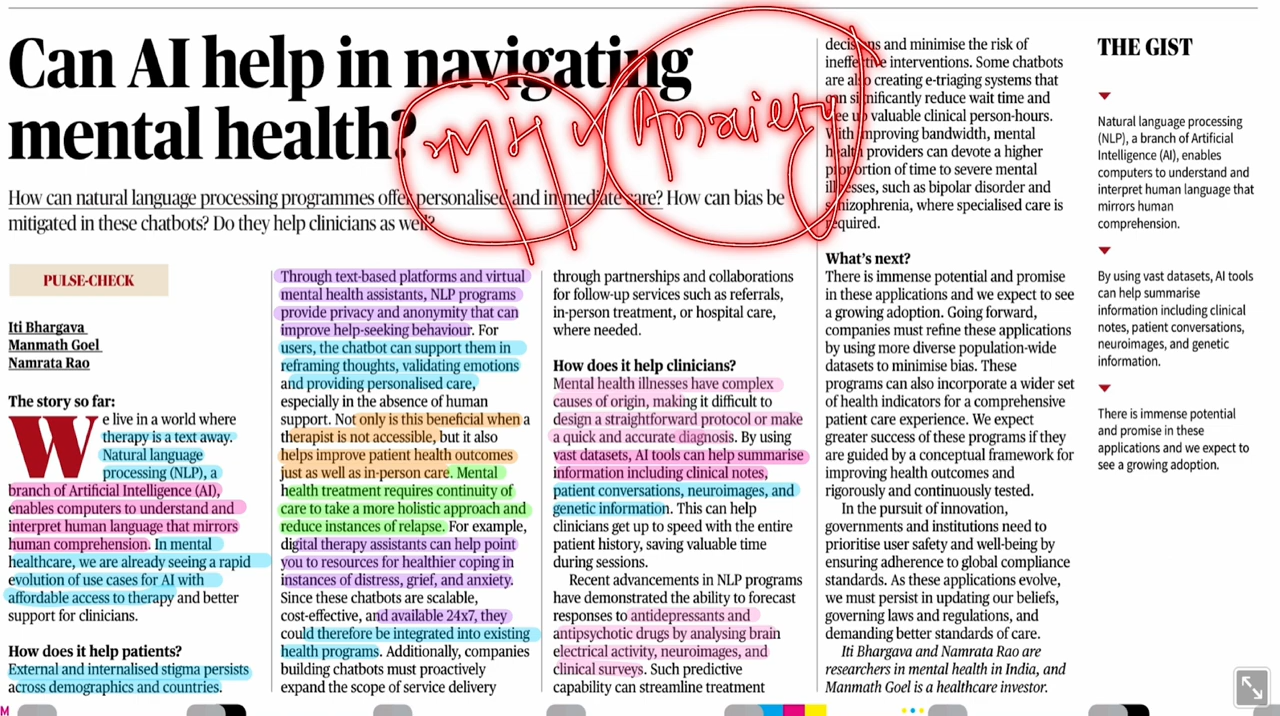 Can AI help in navigating
mental health?
How can natural language processing programmes offer personalised and immediate care? How can bias be
mitigated in these chatbots? Do they help clinicians as well?
PULSE-CHECK
Iti Bhargava
Manmath Goel
Namrata Rao
The story so far:
We live in a world where
therapy is a text away.
Natural language
processing (NLP), a
branch of Artificial Intelligence (AI),
enables computers to understand and
interpret human language that mirrors
human comprehension. In mental
healthcare, we are already seeing a rapid
evolution of use cases for AI with
affordable access to therapy and better
support for clinicians.
How does it help patients?
External and internalised stigma persists
across demographics and countries.
Through text-based platforms and virtual
mental health assistants, NLP programs
provide privacy and anonymity that can
improve help-seeking behaviour. For
users, the chatbot can support them in
reframing thoughts, validating emotions
and providing personalised care,
especially in the absence of human
support. Not only is this beneficial when a
therapist is not accessible, but it also
helps improve patient health outcomes
just as well as in-person care. Mental
health treatment requires continuity of
care to take a more holistic approach and
reduce instances of relapse. For example,
digital therapy assistants can help point
you to resources for healthier coping in
instances of distress, grief, and anxiety.
Since these chatbots are scalable,
cost-effective, and available 24x7, they
could therefore be integrated into existing
health programs. Additionally, companies
building chatbots must proactively
expand the scope of service delivery
through partnerships and collaborations
for follow-up services such as referrals,
in-person treatment, or hospital care,
where needed.
How does it help clinicians?
Mental health illnesses have complex
causes of origin, making it difficult to
design a straightforward protocol or make
a quick and accurate diagnosis. By using
vast datasets, AI tools can help summarise
information including clinical notes,
patient conversations, neuroimages, and
genetic information. This can help
clinicians get up to speed with the entire
patient history, saving valuable time
during sessions.
Recent advancements in NLP programs
have demonstrated the ability to forecast
responses to antidepressants and
antipsychotic drugs by analysing brain
electrical activity, neuroimages, and
clinical surveys. Such predictive
capability can streamline treatment
decisions and minimise the risk of
ineffective interventions. Some chatbots
are also creating e-triaging systems that
can significantly reduce wait time and
free up valuable clinical person-hours.
With improving bandwidth, mental
health providers can devote a higher
proportion of time to severe mental
illnesses, such as bipolar disorder and
schizophrenia, where specialised care is
required.
What's next?
There is immense potential and promise
in these applications and we expect to see
a growing adoption. Going forward,
companies must refine these applications
by using more diverse population-wide
datasets to minimise bias. These
programs can also incorporate a wider set
of health indicators for a comprehensive
patient care experience. We expect
greater success of these programs if they
are guided by a conceptual framework for
improving health outcomes and
rigorously and continuously tested.
In the pursuit of innovation,
governments and institutions need to
prioritise user safety and well-being by
ensuring adherence to global compliance
standards. As these applications evolve,
we must persist in updating our beliefs,
governing laws and regulations, and
demanding better standards of care.
Iti Bhargava and Namrata Rao are
researchers in mental health in India, and
Manmath Goel is a healthcare investor.
THE GIST
Natural language processing
(NLP), a branch of Artificial
Intelligence (AI), enables
computers to understand and
interpret human language that
mirrors human
comprehension.
By using vast datasets, AI tools
can help summarise
information including clinical
notes, patient conversations,
neuroimages, and genetic
information.
There is immense potential
and promise in these
applications and we expect to
see a growing adoption.
MH
Anxiety
M